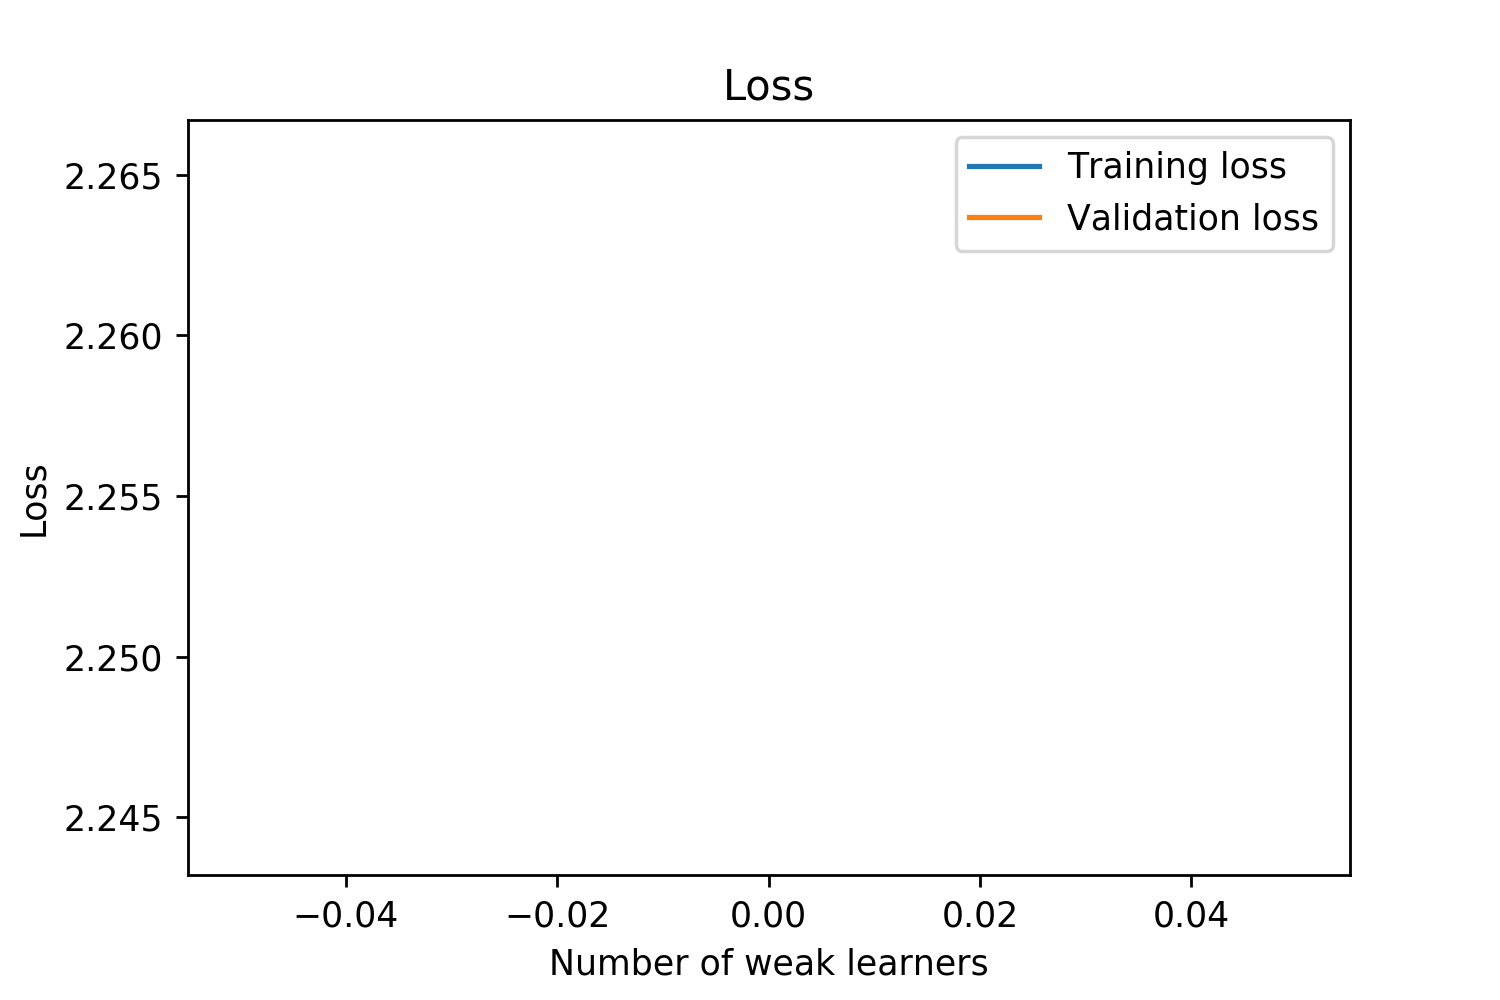 Loss
Training loss
Validation loss
2.265
2.260
2.255
2.250
2.245
Loss
−0.04
−0.02
0.00
0.02
0.04
Number of weak learners